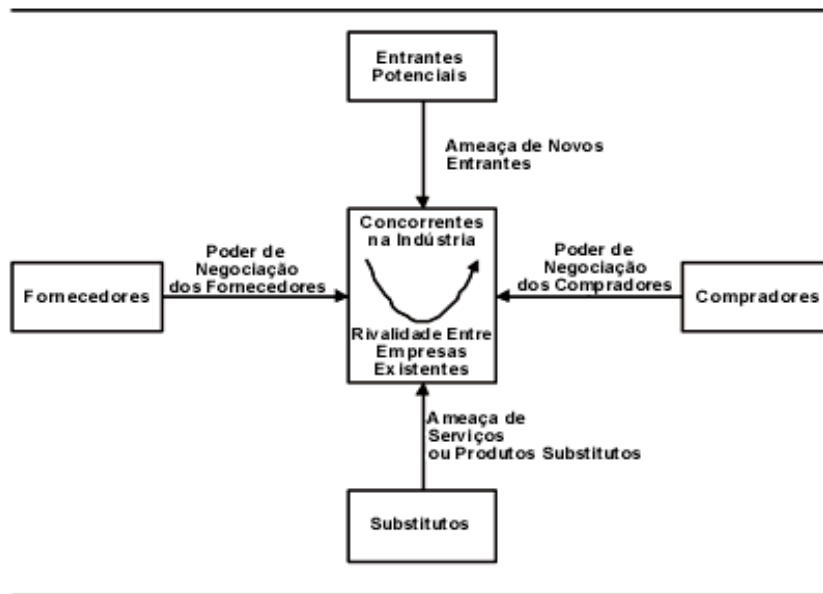 Entrantes
Potenciais
Ameaça de Novos
Entrantes
Concorrentes
na Indústria
Poder de
Negociação
dos Fornecedores
Poder de
Negociação
dos Compradores
Fornecedores
Compradores
Rivalidade Entre
Empresas
Existentes
Ameaça de
Serviços
ou Produtos Substitutos
Substitutos